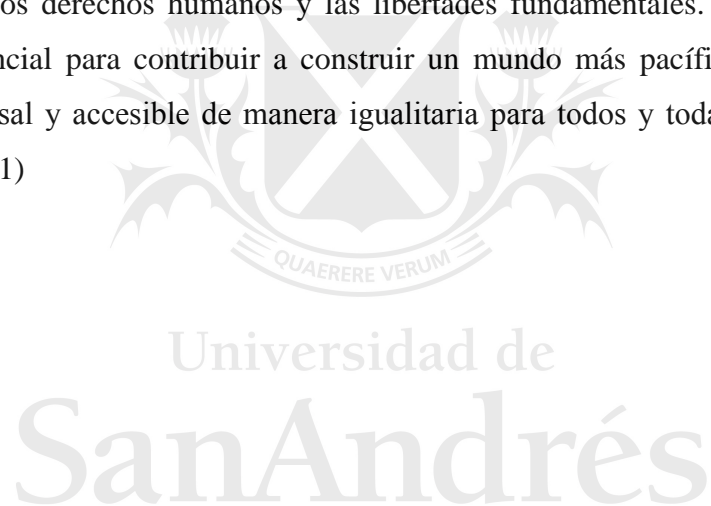 os derechos humanos y las libertades fundamentales.
ncial para contribuir a construir un mundo más pacífi
sal y accesible de manera igualitaria para todos y toda
1)
QUAERERE VERUM
Universidad de
SanAndrés